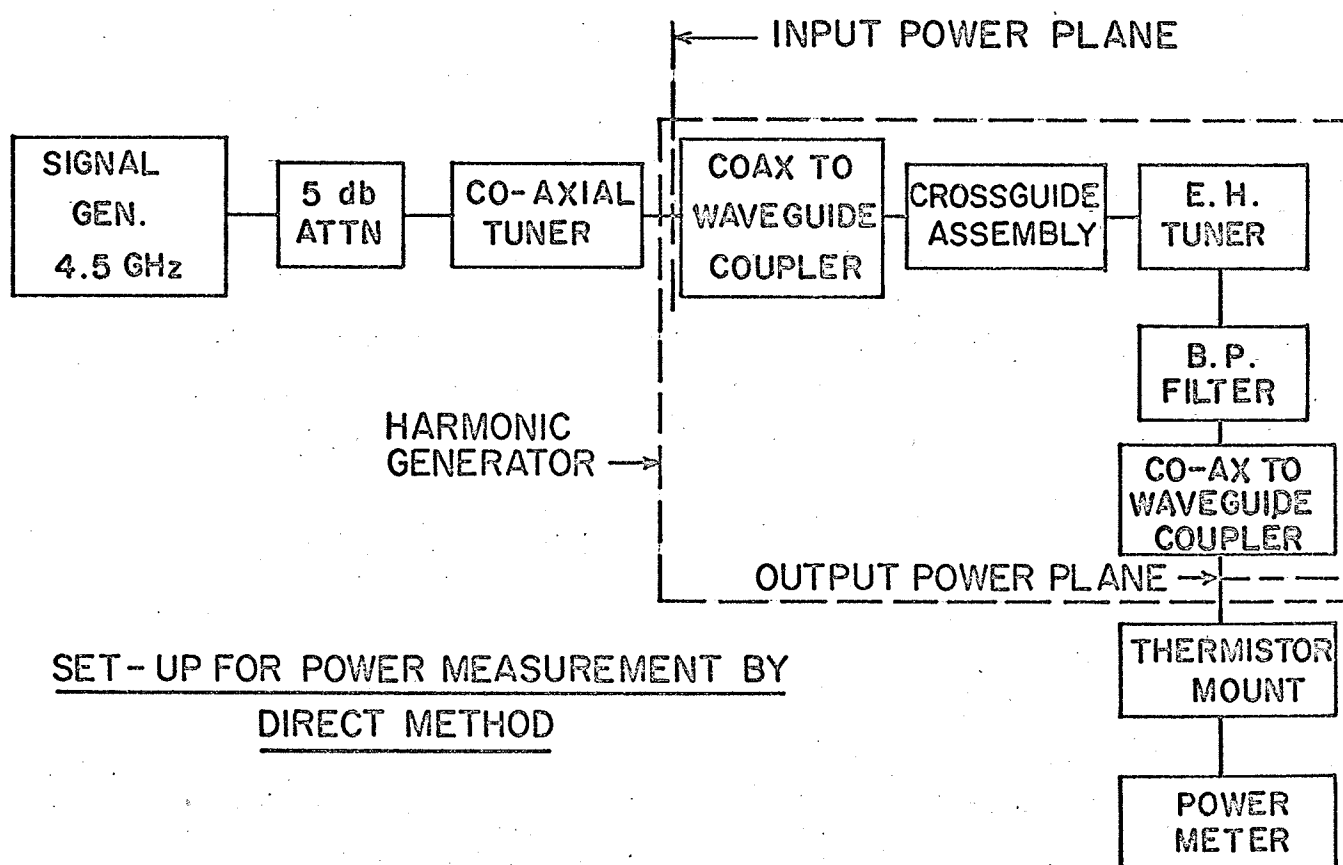 INPUT POWER PLANE
SIGNAL
GEN.
4.5 GHz
5 db
ATTN
CO-AXIAL
TUNER
COAX TO
WAVEGUIDE
COUPLER
CROSSGUIDE
ASSEMBLY
E. H.
TUNER
B. P.
FILTER
HARMONIC
GENERATOR
CO-AX TO
WAVEGUIDE
COUPLER
OUTPUT POWER PLANE
THERMISTOR
MOUNT
SET-UP FOR POWER MEASUREMENT BY
DIRECT METHOD
POWER
METER